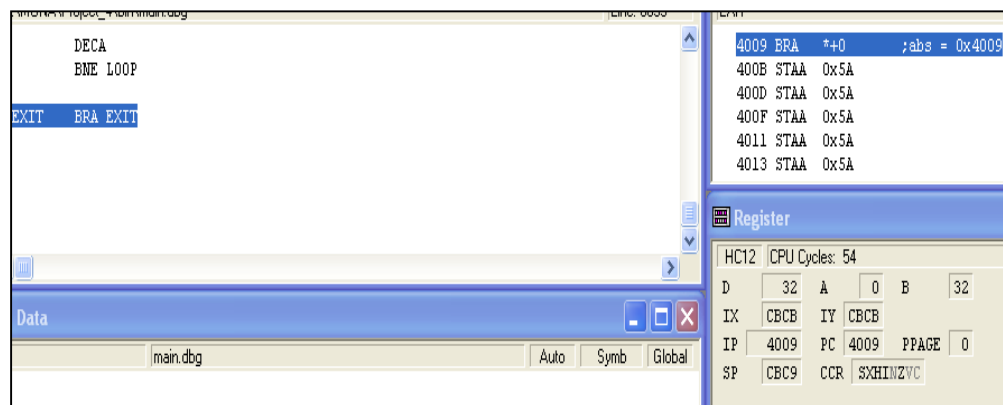 DECA
BNE LOOP
EXIT BRA EXIT
Data
main.dbg Auto Symb Global
4009 BRA *+0 ;abs = 0x4009
400B STAA 0x5A
400D STAA 0x5A
400F STAA 0x5A
4011 STAA 0x5A
4013 STAA 0x5A
Register
HC12 CPU Cycles: 54
D 32 A 0 B 32
IX CBCB IY CBCB
IP 4009 PC 4009 PPAGE 0
SP CBC9 CCR SXHINZVC